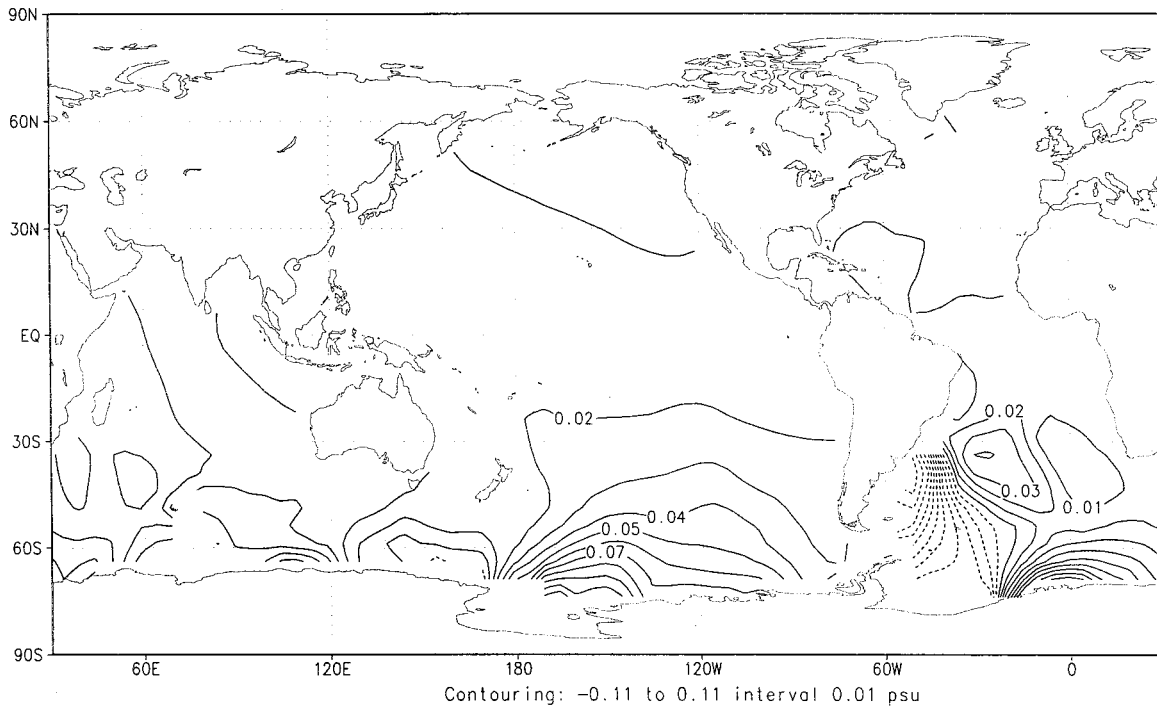 90N
60N
30N
EQ
30S
60S
90S
0.02
0.02
0.03
0.01
0.04
0.05
0.07
60E 120E 180 120W 60W 0
Contouring: -0.11 to 0.11 interval 0.01 psu